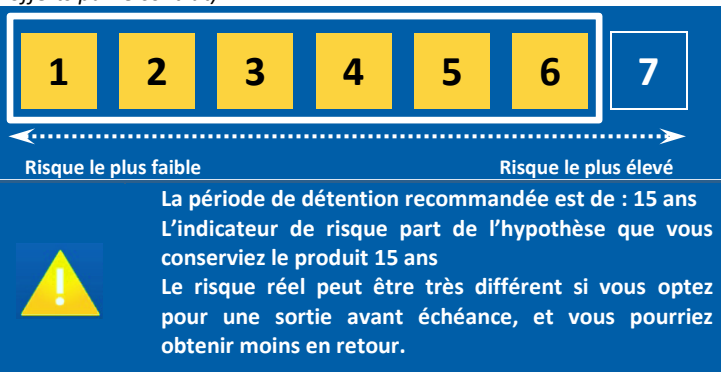 1 2 3 4 5 6 7
Risque le plus faible Risque le plus élevé
La période de détention recommandée est de : 15 ans
L'indicateur de risque part de l'hypothèse que vous
conserviez le produit 15 ans
Le risque réel peut être très différent si vous optez
pour une sortie avant échéance, et vous pourriez
obtenir moins en retour.